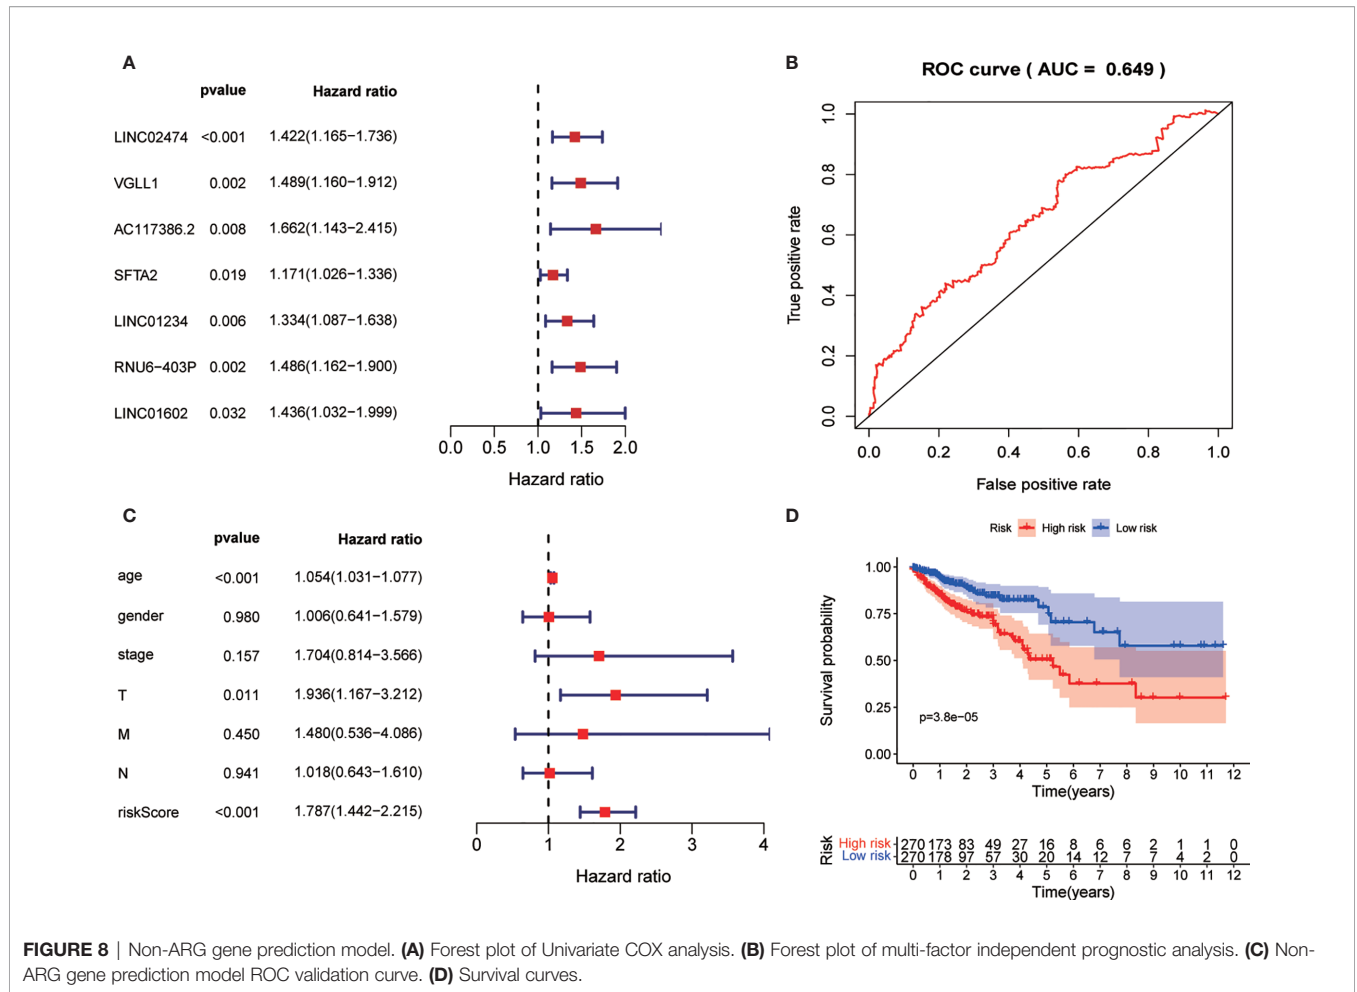 A
pvalue Hazard ratio
LINC02474 <0.001 1.422(1.165−1.736)
VGLL1 0.002 1.489(1.160−1.912)
AC117386.2 0.008 1.662(1.143−2.415)
SFTA2 0.019 1.171(1.026−1.336)
LINC01234 0.006 1.334(1.087−1.638)
RNU6−403P 0.002 1.486(1.162−1.900)
LINC01602 0.032 1.436(1.032−1.999)
0.0 0.5 1.0 1.5 2.0
Hazard ratio
B
ROC curve ( AUC = 0.649 )
True positive rate
1.0
0.8
0.6
0.4
0.2
0.0
0.0 0.2 0.4 0.6 0.8 1.0
False positive rate
C
pvalue Hazard ratio
age <0.001 1.054(1.031−1.077)
gender 0.980 1.006(0.641−1.579)
stage 0.157 1.704(0.814−3.566)
T 0.011 1.936(1.167−3.212)
M 0.450 1.480(0.536−4.086)
N 0.941 1.018(0.643−1.610)
riskScore <0.001 1.787(1.442−2.215)
0 1 2 3 4
Hazard ratio
D
Risk High risk Low risk
Survival probability
1.00
0.75
0.50
0.25
0.00
p=3.8e−05
0 1 2 3 4 5 6 7 8 9 10 11 12
Time(years)
Risk
High risk 270 173 83 49 27 16 8 6 6 2 1 1 0
Low risk 270 178 97 57 30 20 14 12 7 7 4 2 0
0 1 2 3 4 5 6 7 8 9 10 11 12
Time(years)
FIGURE 8 | Non-ARG gene prediction model. (A) Forest plot of Univariate COX analysis. (B) Forest plot of multi-factor independent prognostic analysis. (C) Non-
ARG gene prediction model ROC validation curve. (D) Survival curves.